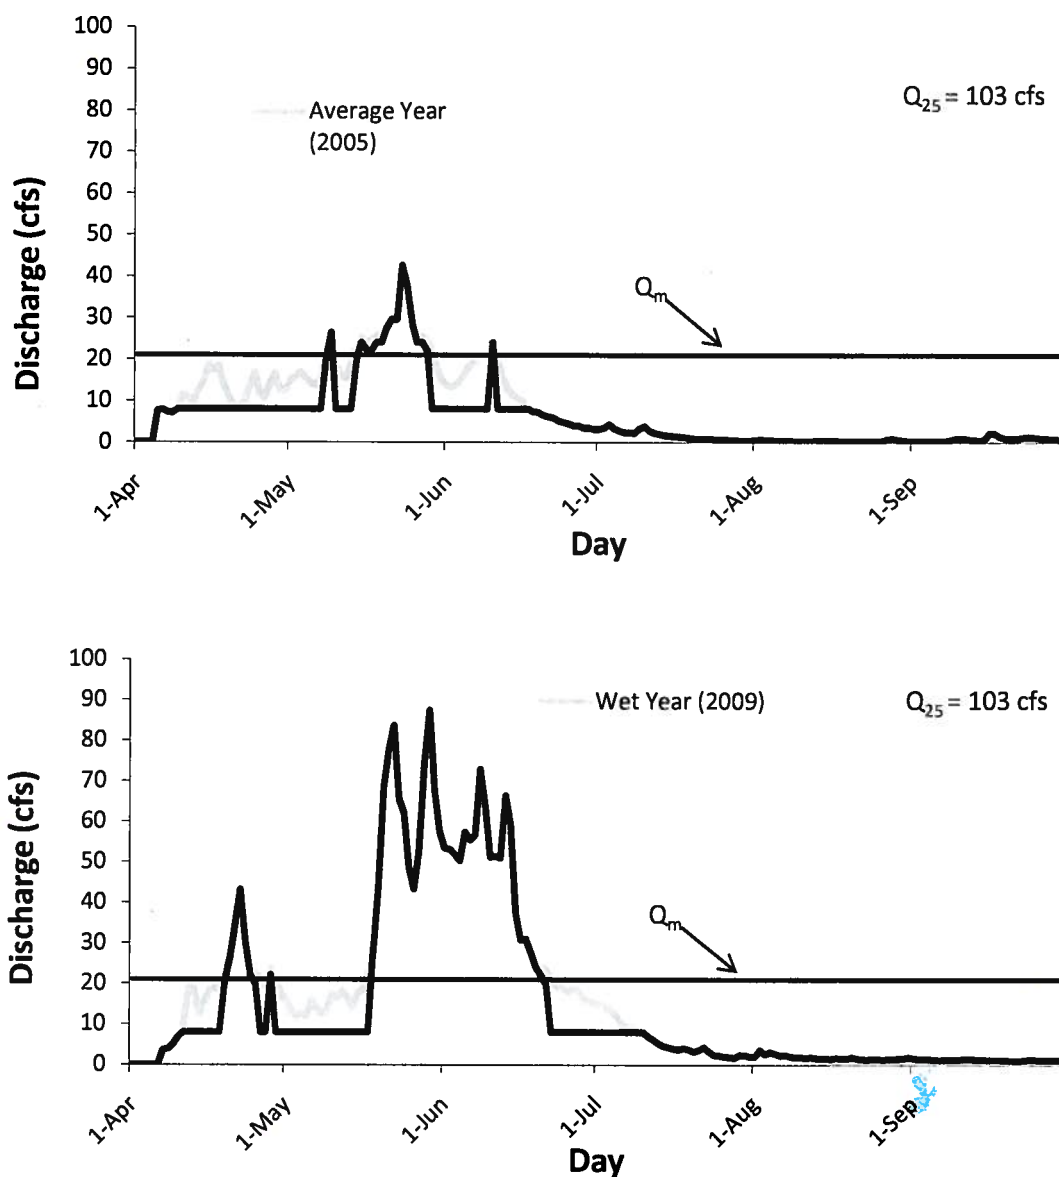 100
90
80
70
60
50
40
30
20
10
0
Discharge (cfs)
Average Year
(2005)
Q25 = 103 cfs
Qm
1-Apr
1-May
1-Jun
1-Jul
1-Aug
1-Sep
Day
100
90
80
70
60
50
40
30
20
10
0
Discharge (cfs)
Wet Year (2009)
Q25 = 103 cfs
Qm
1-Apr
1-May
1-Jun
1-Jul
1-Aug
1-Sep
Day